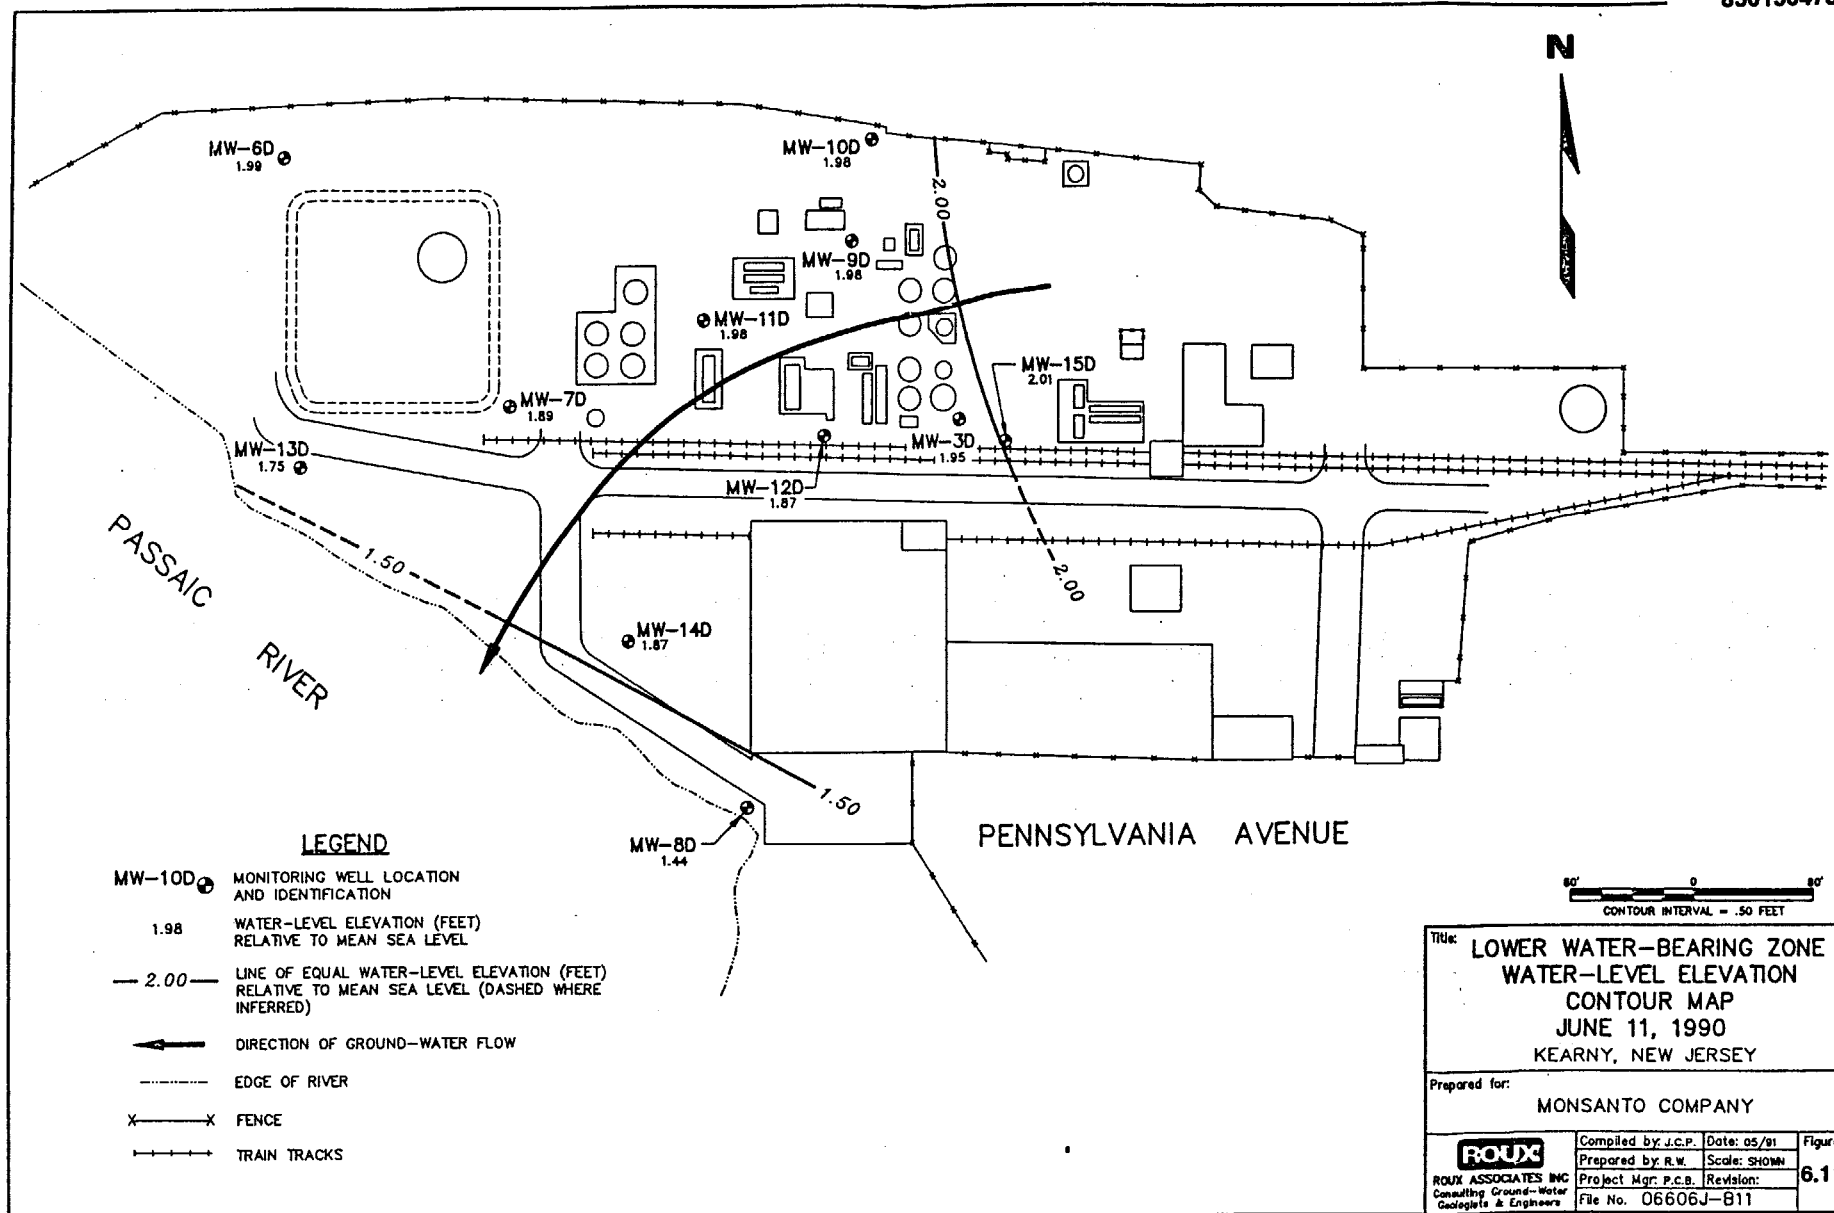 N
MW-6D
1.99
MW-10D
1.98
2.00
MW-9D
1.98
MW-11D
1.98
MW-15D
2.01
MW-7D
1.89
MW-3D
1.95
MW-13D
1.75
MW-12D
1.87
1.50
2.00
PASSAIC
RIVER
MW-14D
1.87
1.50
MW-8D
1.44
PENNSYLVANIA AVENUE
LEGEND
MW-10D
MONITORING WELL LOCATION
AND IDENTIFICATION
1.98
WATER-LEVEL ELEVATION (FEET)
RELATIVE TO MEAN SEA LEVEL
2.00
LINE OF EQUAL WATER-LEVEL ELEVATION (FEET)
RELATIVE TO MEAN SEA LEVEL (DASHED WHERE
INFERRED)
DIRECTION OF GROUND-WATER FLOW
EDGE OF RIVER
FENCE
TRAIN TRACKS
80' 0 80'
CONTOUR INTERVAL = .50 FEET
Title:
LOWER WATER-BEARING ZONE
WATER-LEVEL ELEVATION
CONTOUR MAP
JUNE 11, 1990
KEARNY, NEW JERSEY
Prepared for:
MONSANTO COMPANY
ROUX
ROUX ASSOCIATES INC
Consulting Ground-Water
Geologists & Engineers
Compiled by: J.C.P. Date: 05/91
Prepared by: R.W. Scale: SHOWN
Project Mgr: P.C.B. Revision:
File No. 06606J-B11
Figur
6.1